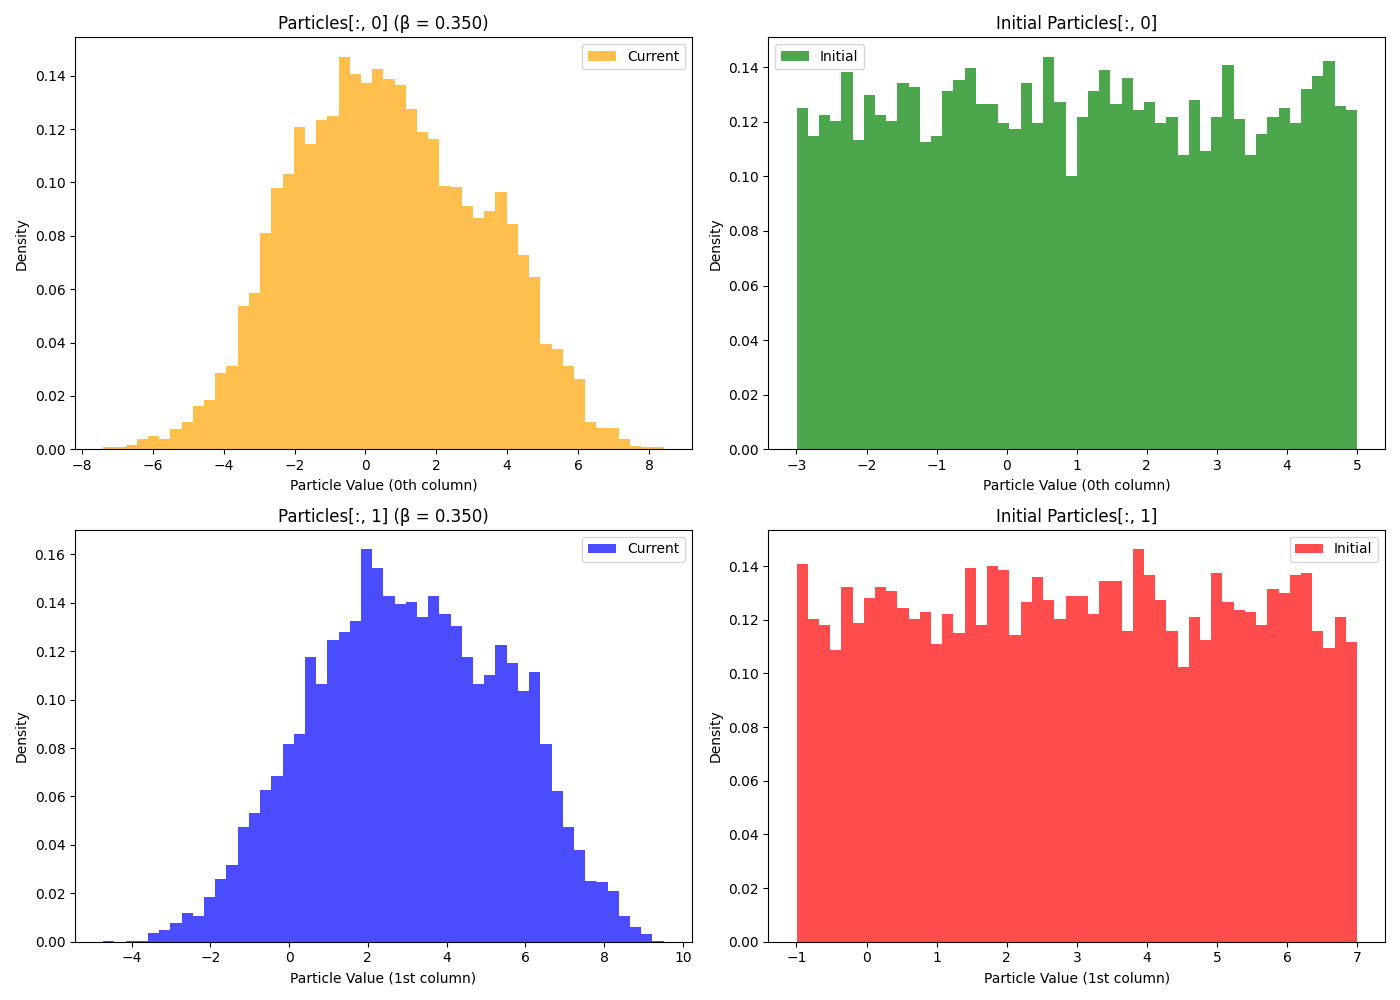 Particles[:, 0] (β = 0.350)
Current
0.14
0.12
0.10
0.08
0.06
0.04
0.02
0.00
Density
−8 −6 −4 −2 0 2 4 6 8
Particle Value (0th column)
Initial Particles[:, 0]
Initial
0.14
0.12
0.10
0.08
0.06
0.04
0.02
0.00
Density
−3 −2 −1 0 1 2 3 4 5
Particle Value (0th column)
Particles[:, 1] (β = 0.350)
Current
0.16
0.14
0.12
0.10
0.08
0.06
0.04
0.02
0.00
Density
−4 −2 0 2 4 6 8 10
Particle Value (1st column)
Initial Particles[:, 1]
Initial
0.14
0.12
0.10
0.08
0.06
0.04
0.02
0.00
Density
−1 0 1 2 3 4 5 6 7
Particle Value (1st column)